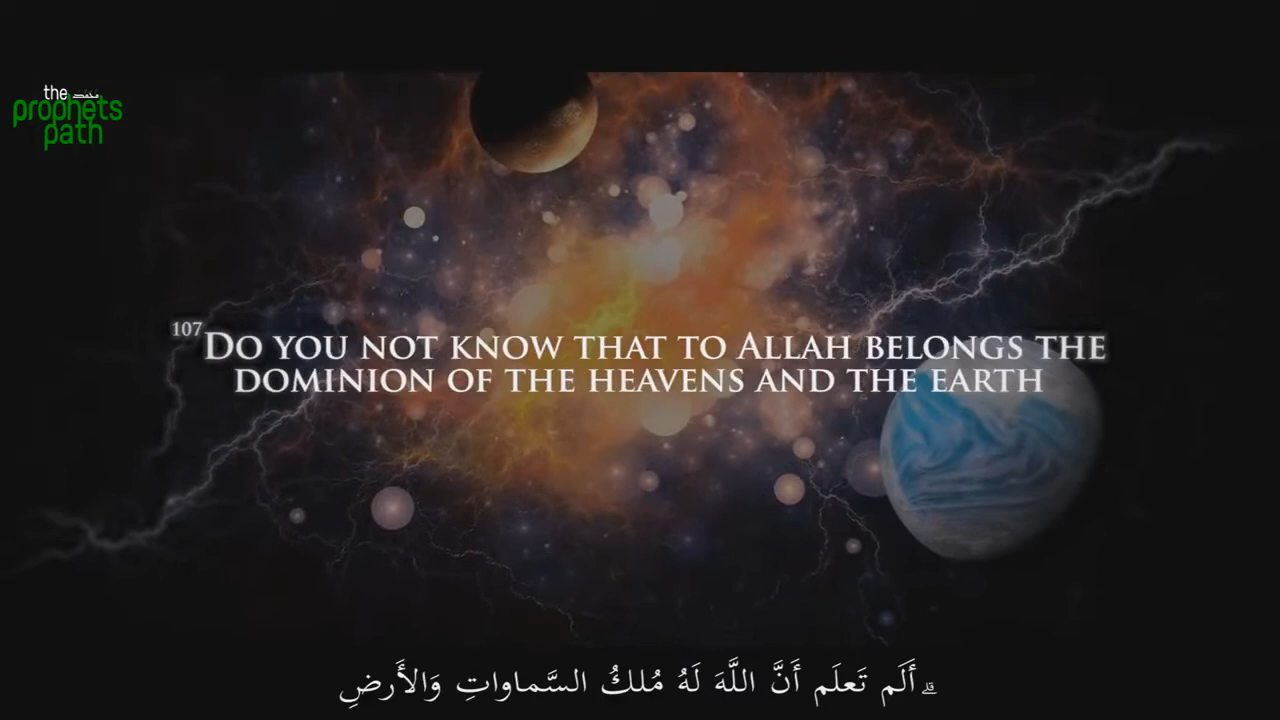 the محمد
prophets
path
107 DO YOU NOT KNOW THAT TO ALLAH BELONGS THE
DOMINION OF THE HEAVENS AND THE EARTH
ۗ أَلَم تَعلَم أَنَّ اللَّهَ لَهُ مُلكُ السَّماواتِ وَالأَرضِ